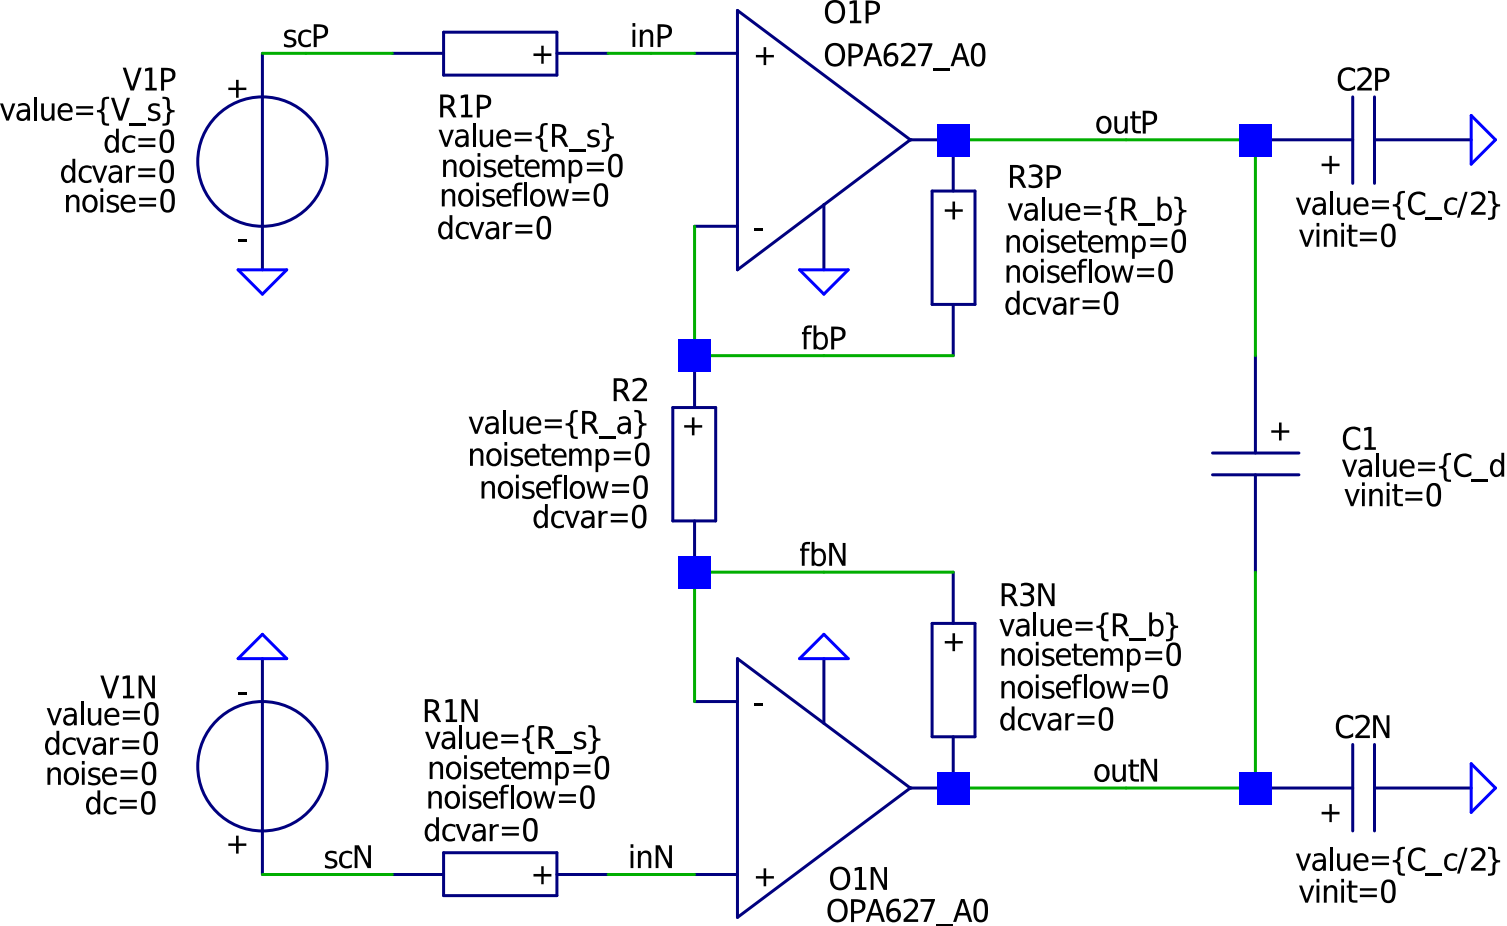 O1P
OPA627_A0
scP
inP
+
+
V1P
value={V_s}
dc=0
dcvar=0
noise=0
+
-
R1P
value={R_s}
noisetemp=0
noiseflow=0
dcvar=0
-
outP
C2P
+
value={C_c/2}
vinit=0
R3P
value={R_b}
noisetemp=0
noiseflow=0
dcvar=0
+
fbP
R2
value={R_a}
noisetemp=0
noiseflow=0
dcvar=0
+
+
C1
value={C_d
vinit=0
fbN
R3N
value={R_b}
noisetemp=0
noiseflow=0
dcvar=0
+
V1N
value=0
dcvar=0
noise=0
dc=0
-
+
R1N
value={R_s}
noisetemp=0
noiseflow=0
dcvar=0
-
outN
C2N
+
value={C_c/2}
vinit=0
scN
+
inN
+
O1N
OPA627_A0